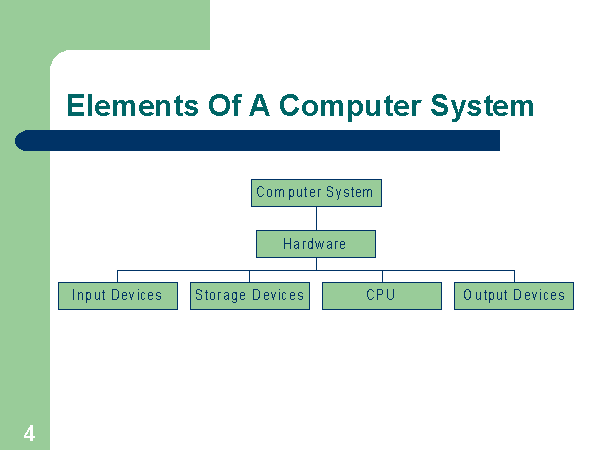 Elements Of A Computer System
Computer System
Hardware
Input Devices
Storage Devices
CPU
Output Devices
4